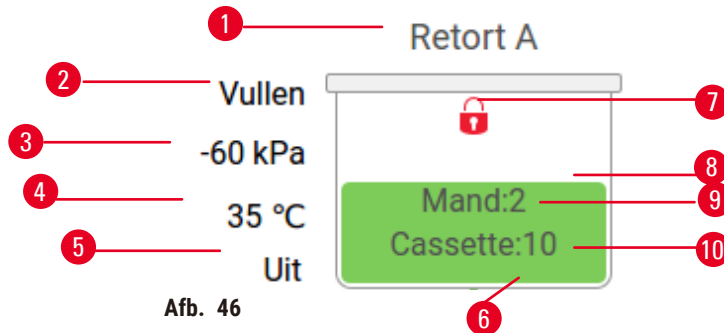 1
Retort A
2
Vullen
7
3
-60 kPa
8
4
Mand:2
9
35 °C
5
Cassette:10
10
Uit
Afb. 46
6